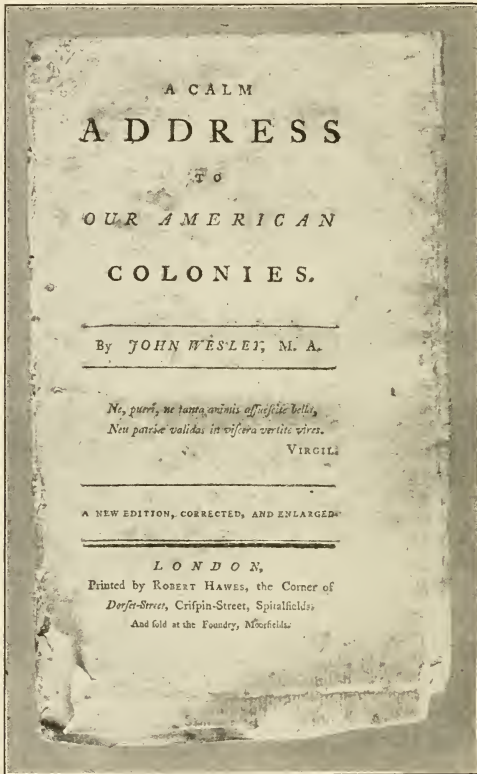 A CALM
ADDRESS
TO
OUR AMERICAN
COLONIES.
By JOHN WESLEY, M. A.
Ne, pueri, ne tanta animis aſſueſcite bella,
Neu patriæ validas in viſcera vertite vires.
VIRGIL.
A NEW EDITION, CORRECTED, AND ENLARGED.
LONDON,
Printed by ROBERT HAWES, the Corner of
Dorſet-Street, Criſpin-Street, Spitalfields.
And ſold at the Foundry, Moorfields.